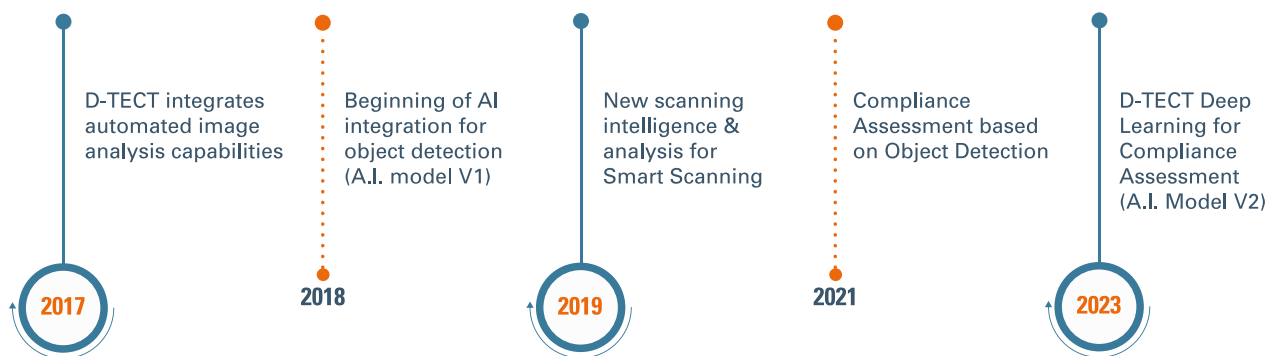 D-TECT integrates
automated image
analysis capabilities
2017
Beginning of AI
integration for
object detection
(A.I. model V1)
2018
New scanning
intelligence &
analysis for
Smart Scanning
2019
Compliance
Assessment based
on Object Detection
2021
D-TECT Deep
Learning for
Compliance
Assessment
(A.I. Model V2)
2023